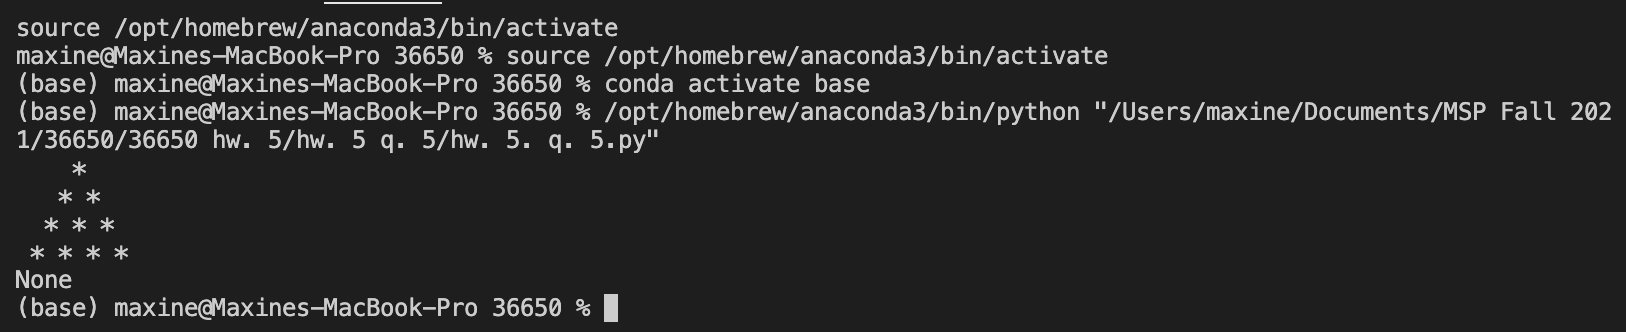 source /opt/homebrew/anaconda3/bin/activate
maxine@Maxines-MacBook-Pro 36650 % source /opt/homebrew/anaconda3/bin/activate
(base) maxine@Maxines-MacBook-Pro 36650 % conda activate base
(base) maxine@Maxines-MacBook-Pro 36650 % /opt/homebrew/anaconda3/bin/python "/Users/maxine/Documents/MSP Fall 202
1/36650/36650 hw. 5/hw. 5 q. 5/hw. 5. q. 5.py"
    *
   * *
  * * *
 * * * *
None
(base) maxine@Maxines-MacBook-Pro 36650 %